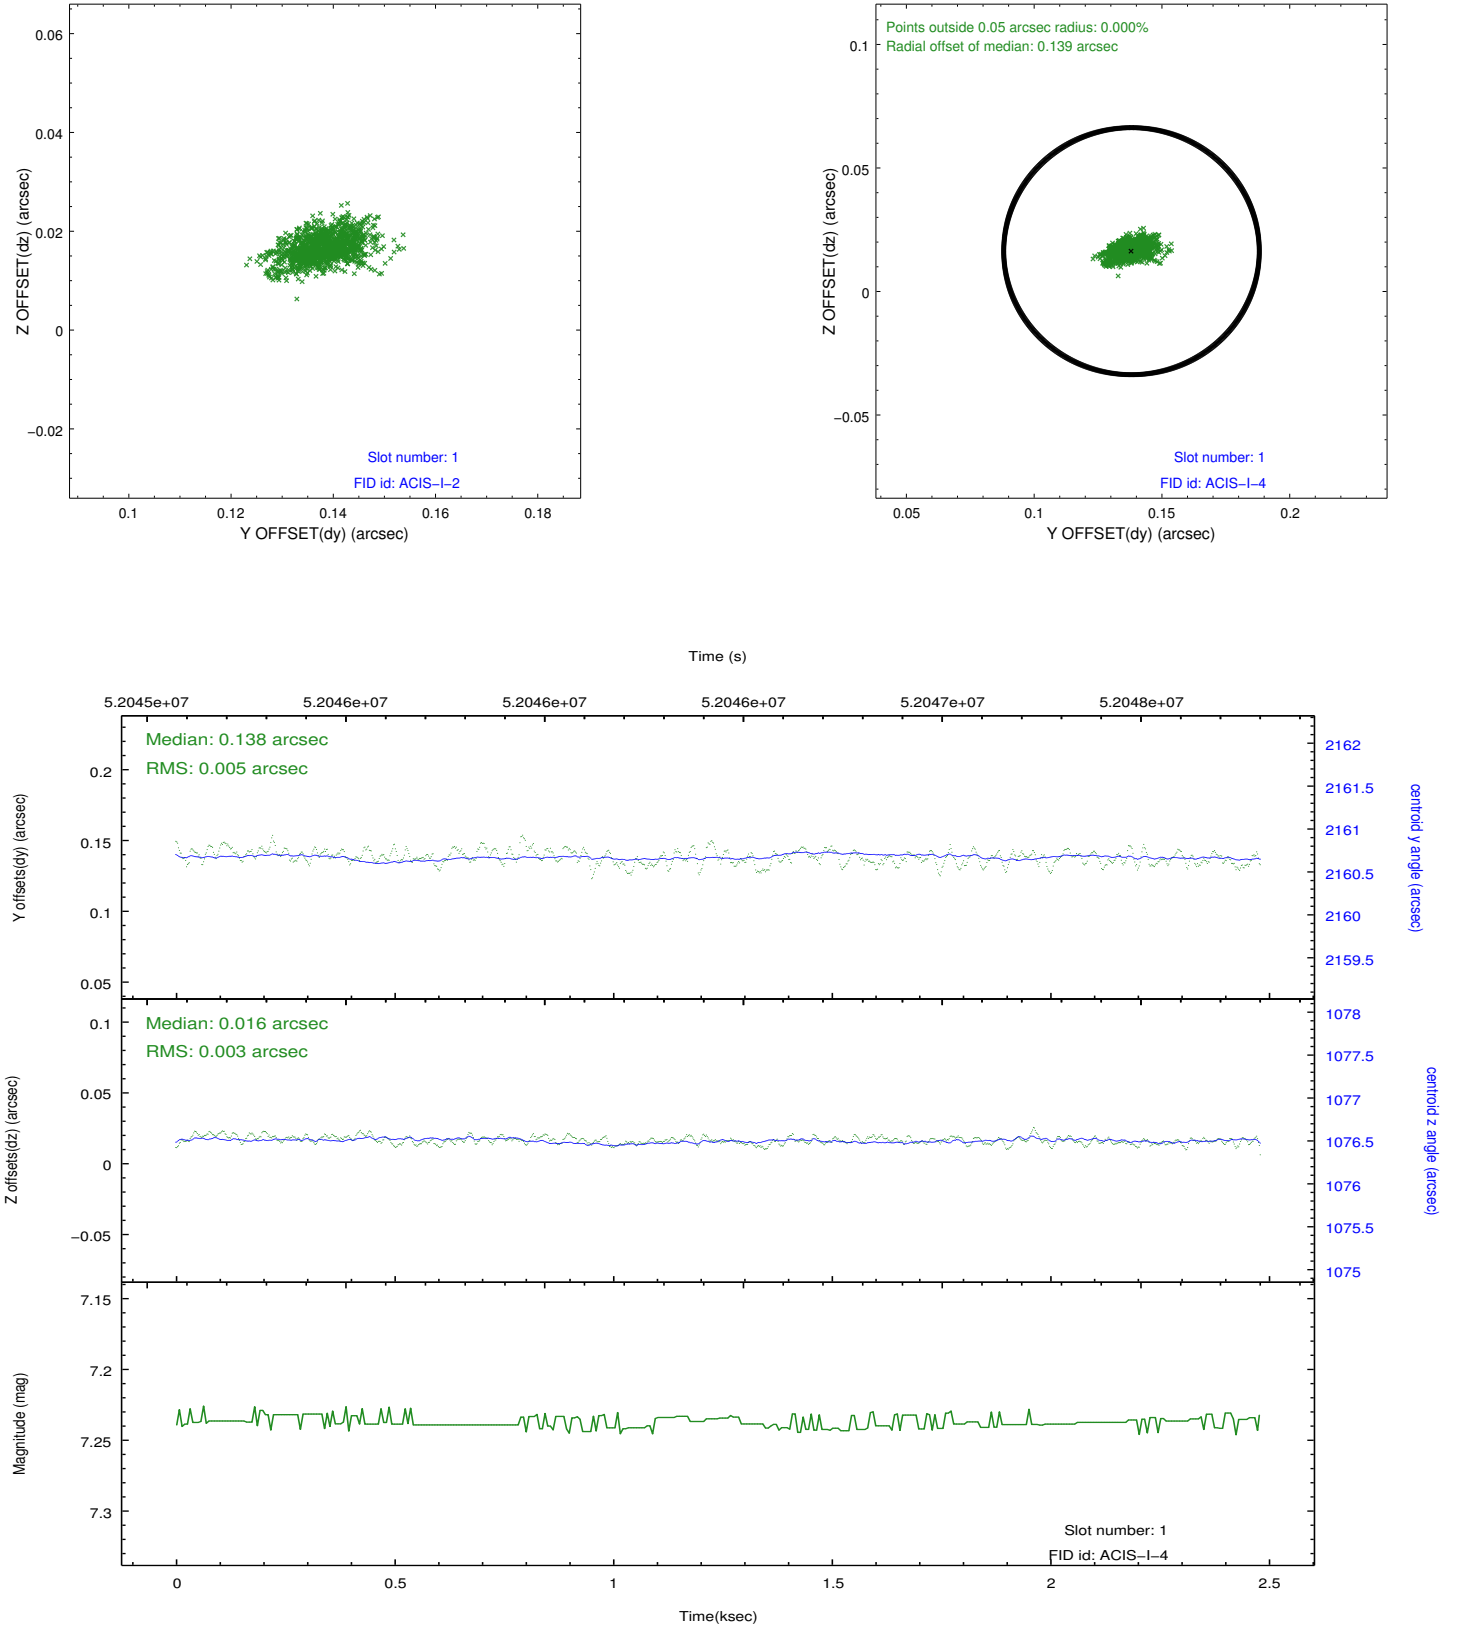 0.06
0.04
0.02
0
−0.02
Z OFFSET(dz) (arcsec)
Slot number: 1
FID id: ACIS−I−2
0.1 0.12 0.14 0.16 0.18
Y OFFSET(dy) (arcsec)
Points outside 0.05 arcsec radius: 0.000%
Radial offset of median: 0.139 arcsec
0.1
0.05
0
−0.05
Z OFFSET(dz) (arcsec)
Slot number: 1
FID id: ACIS−I−4
0.05 0.1 0.15 0.2
Y OFFSET(dy) (arcsec)
Time (s)
5.2045e+07 5.2046e+07 5.2046e+07 5.2046e+07 5.2047e+07 5.2048e+07
Median: 0.138 arcsec
RMS: 0.005 arcsec
0.2
0.15
0.1
0.05
Y offsets(dy) (arcsec)
2162
2161.5
2161
2160.5
2160
2159.5
centroid y angle (arcsec)
Median: 0.016 arcsec
RMS: 0.003 arcsec
0.1
0.05
0
−0.05
Z offsets(dz) (arcsec)
1078
1077.5
1077
1076.5
1076
1075.5
1075
centroid z angle (arcsec)
7.15
7.2
7.25
7.3
Magnitude (mag)
Slot number: 1
FID id: ACIS−I−4
0 0.5 1 1.5 2 2.5
Time(ksec)